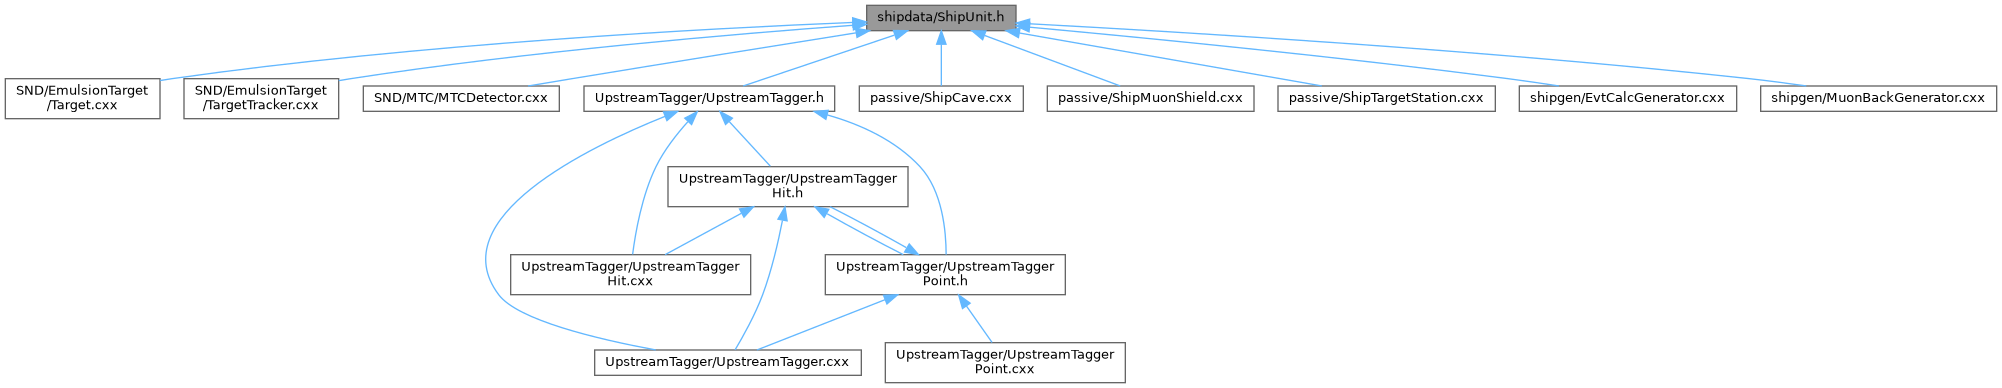 shipdata/ShipUnit.h
SND/EmulsionTarget
/Target.cxx
SND/EmulsionTarget
/TargetTracker.cxx
SND/MTC/MTCDetector.cxx
UpstreamTagger/UpstreamTagger.h
passive/ShipCave.cxx
passive/ShipMuonShield.cxx
passive/ShipTargetStation.cxx
shipgen/EvtCalcGenerator.cxx
shipgen/MuonBackGenerator.cxx
UpstreamTagger/UpstreamTagger
Hit.h
UpstreamTagger/UpstreamTagger
Hit.cxx
UpstreamTagger/UpstreamTagger
Point.h
UpstreamTagger/UpstreamTagger.cxx
UpstreamTagger/UpstreamTagger
Point.cxx